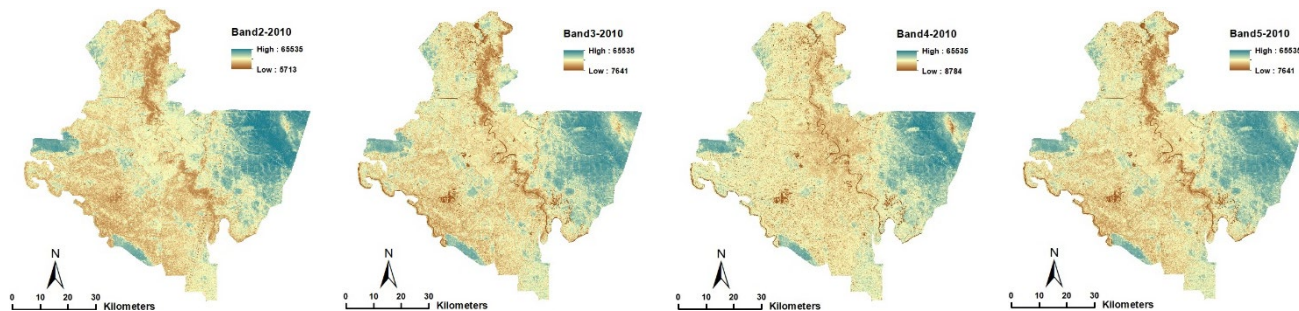 Band2-2010
High : 65535
Low : 5713
N
0 10 20 30
Kilometers
Band3-2010
High : 65535
Low : 7641
N
0 10 20 30
Kilometers
Band4-2010
High : 65535
Low : 8784
N
0 10 20 30
Kilometers
Band5-2010
High : 65535
Low : 7641
N
0 10 20 30
Kilometers